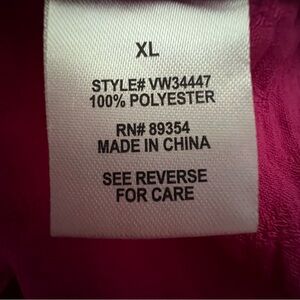 XL
STYLE# VW34447
100% POLYESTER
RN# 89354
MADE IN CHINA
SEE REVERSE
FOR CARE